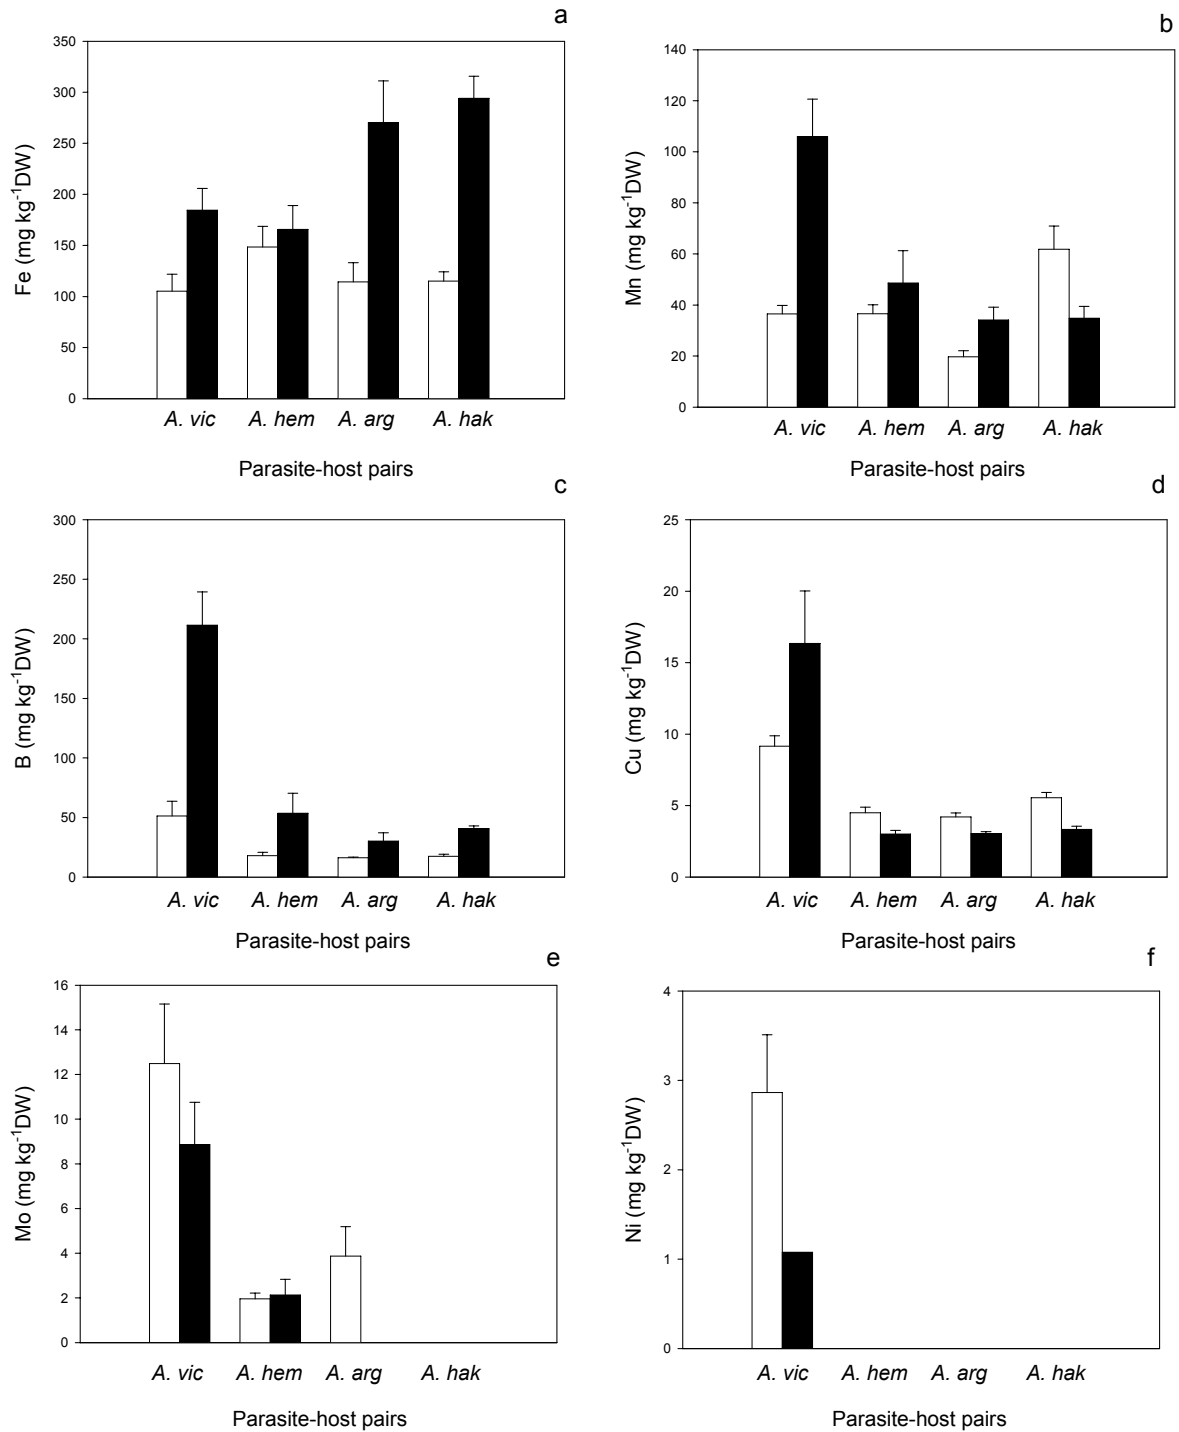 a
350
300
250
200
150
100
50
0
Fe (mg kg-1DW)
A. vic A. hem A. arg A. hak
Parasite-host pairs
b
140
120
100
80
60
40
20
0
Mn (mg kg-1DW)
A. vic A. hem A. arg A. hak
Parasite-host pairs
c
300
250
200
150
100
50
0
B (mg kg-1DW)
A. vic A. hem A. arg A. hak
Parasite-host pairs
d
25
20
15
10
5
0
Cu (mg kg-1DW)
A. vic A. hem A. arg A. hak
Parasite-host pairs
e
16
14
12
10
8
6
4
2
0
Mo (mg kg-1DW)
A. vic A. hem A. arg A. hak
Parasite-host pairs
f
4
3
2
1
0
Ni (mg kg-1DW)
A. vic A. hem A. arg A. hak
Parasite-host pairs